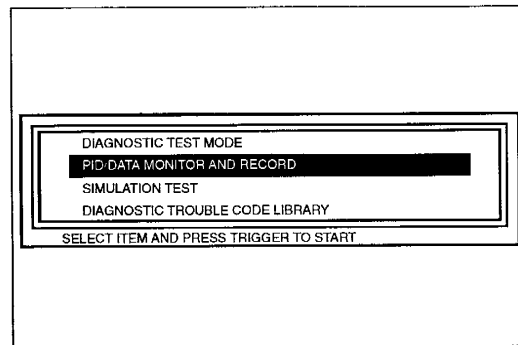 DIAGNOSTIC TEST MODE
PID/DATA MONITOR AND RECORD
SIMULATION TEST
DIAGNOSTIC TROUBLE CODE LIBRARY
SELECT ITEM AND PRESS TRIGGER TO START